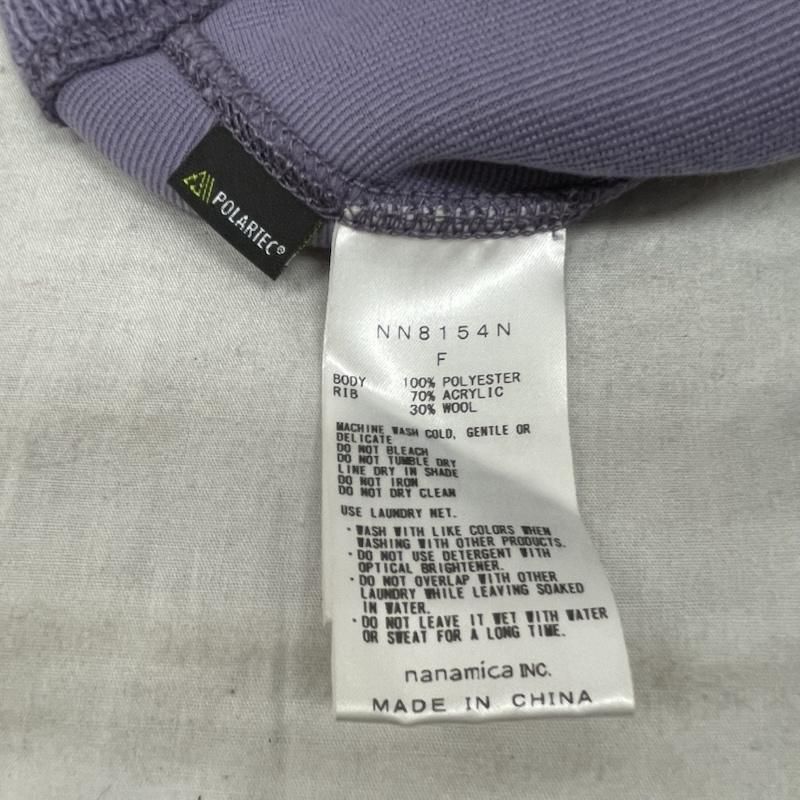 POLARTEC®
NN8154N
F
BODY 100% POLYESTER
RIB 70% ACRYLIC
30% WOOL
MACHINE WASH COLD, GENTLE OR
DELICATE
DO NOT BLEACH
DO NOT TUMBLE DRY
LINE DRY IN SHADE
DO NOT IRON
DO NOT DRY CLEAN
USE LAUNDRY NET.
・WASH WITH LIKE COLORS WHEN
WASHING WITH OTHER PRODUCTS.
・DO NOT USE DETERGENT WITH
OPTICAL BRIGHTENER.
・DO NOT OVERLAP WITH OTHER
LAUNDRY WHILE LEAVING SOAKED
IN WATER.
・DO NOT LEAVE IT WET WITH WATER
OR SWEAT FOR A LONG TIME.
nanamica INC.
MADE IN CHINA